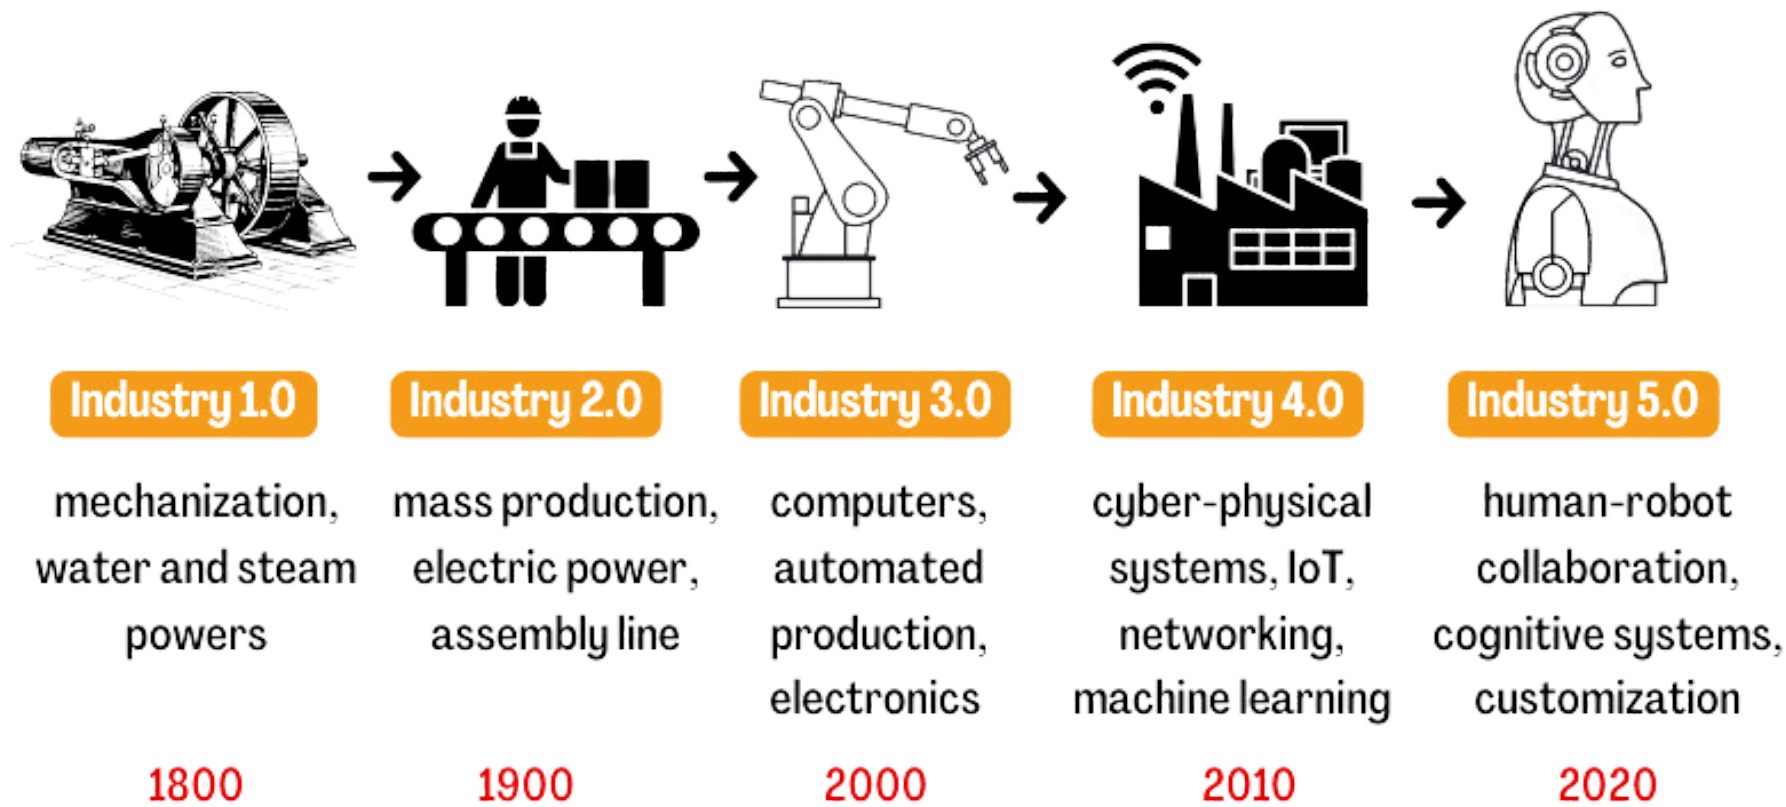 Industry 1.0
mechanization,
water and steam
powers
1800
Industry 2.0
mass production,
electric power,
assembly line
1900
Industry 3.0
computers,
automated
production,
electronics
2000
Industry 4.0
cyber-physical
systems, IoT,
networking,
machine learning
2010
Industry 5.0
human-robot
collaboration,
cognitive systems,
customization
2020